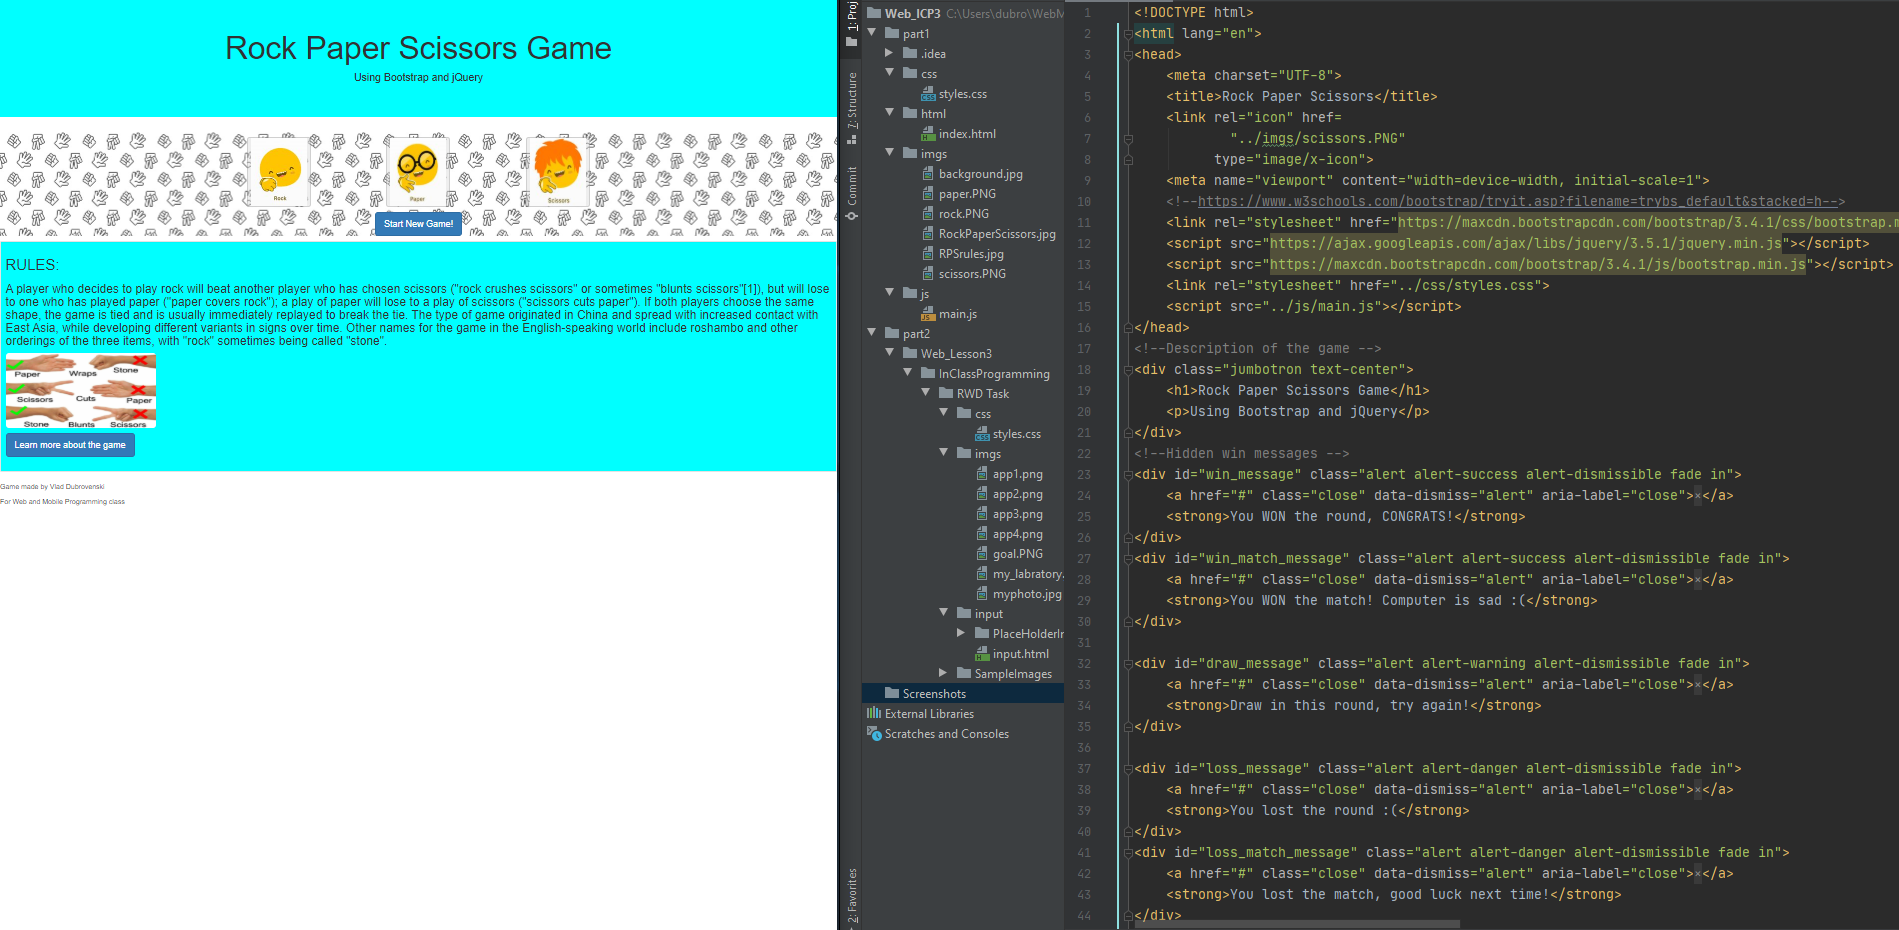 Rock Paper Scissors Game
Using Bootstrap and jQuery
Rock
Paper
Scissors
Start New Game!
RULES:
A player who decides to play rock will beat another player who has chosen scissors ("rock crushes scissors" or sometimes "blunts scissors"[1]), but will lose
to one who has played paper ("paper covers rock"); a play of paper will lose to a play of scissors ("scissors cuts paper"). If both players choose the same
shape, the game is tied and is usually immediately replayed to break the tie. The type of game originated in China and spread with increased contact with
East Asia, while developing different variants in signs over time. Other names for the game in the English-speaking world include roshambo and other
orderings of the three items, with "rock" sometimes being called "stone".
Paper Wraps Stone
Scissors Cuts Paper
Stone Blunts Scissors
Learn more about the game
Game made by Vlad Dubrovenski
For Web and Mobile Programming class
1: Proj
7: Structure
Commit
2: Favorites
Web_ICP3 C:\Users\dubro\WebM
part1
.idea
css
styles.css
html
index.html
imgs
background.jpg
paper.PNG
rock.PNG
RockPaperScissors.jpg
RPSrules.jpg
scissors.PNG
js
main.js
part2
Web_Lesson3
InClassProgramming
RWD Task
css
styles.css
imgs
app1.png
app2.png
app3.png
app4.png
goal.PNG
my_labratory.
myphoto.jpg
input
PlaceHolderIr
input.html
SampleImages
Screenshots
External Libraries
Scratches and Consoles
1 <!DOCTYPE html>
2 <html lang="en">
3 <head>
4 <meta charset="UTF-8">
5 <title>Rock Paper Scissors</title>
6 <link rel="icon" href=
7 "../imgs/scissors.PNG"
8 type="image/x-icon">
9 <meta name="viewport" content="width=device-width, initial-scale=1">
10 <!--https://www.w3schools.com/bootstrap/tryit.asp?filename=trybs_default&stacked=h-->
11 <link rel="stylesheet" href="https://maxcdn.bootstrapcdn.com/bootstrap/3.4.1/css/bootstrap.m
12 <script src="https://ajax.googleapis.com/ajax/libs/jquery/3.5.1/jquery.min.js"></script>
13 <script src="https://maxcdn.bootstrapcdn.com/bootstrap/3.4.1/js/bootstrap.min.js"></script>
14 <link rel="stylesheet" href="../css/styles.css">
15 <script src="../js/main.js"></script>
16 </head>
17 <!--Description of the game -->
18 <div class="jumbotron text-center">
19 <h1>Rock Paper Scissors Game</h1>
20 <p>Using Bootstrap and jQuery</p>
21 </div>
22 <!--Hidden win messages -->
23 <div id="win_message" class="alert alert-success alert-dismissible fade in">
24 <a href="#" class="close" data-dismiss="alert" aria-label="close">×</a>
25 <strong>You WON the round, CONGRATS!</strong>
26 </div>
27 <div id="win_match_message" class="alert alert-success alert-dismissible fade in">
28 <a href="#" class="close" data-dismiss="alert" aria-label="close">×</a>
29 <strong>You WON the match! Computer is sad :(</strong>
30 </div>
31
32 <div id="draw_message" class="alert alert-warning alert-dismissible fade in">
33 <a href="#" class="close" data-dismiss="alert" aria-label="close">×</a>
34 <strong>Draw in this round, try again!</strong>
35 </div>
36
37 <div id="loss_message" class="alert alert-danger alert-dismissible fade in">
38 <a href="#" class="close" data-dismiss="alert" aria-label="close">×</a>
39 <strong>You lost the round :(</strong>
40 </div>
41 <div id="loss_match_message" class="alert alert-danger alert-dismissible fade in">
42 <a href="#" class="close" data-dismiss="alert" aria-label="close">×</a>
43 <strong>You lost the match, good luck next time!</strong>
44 </div>